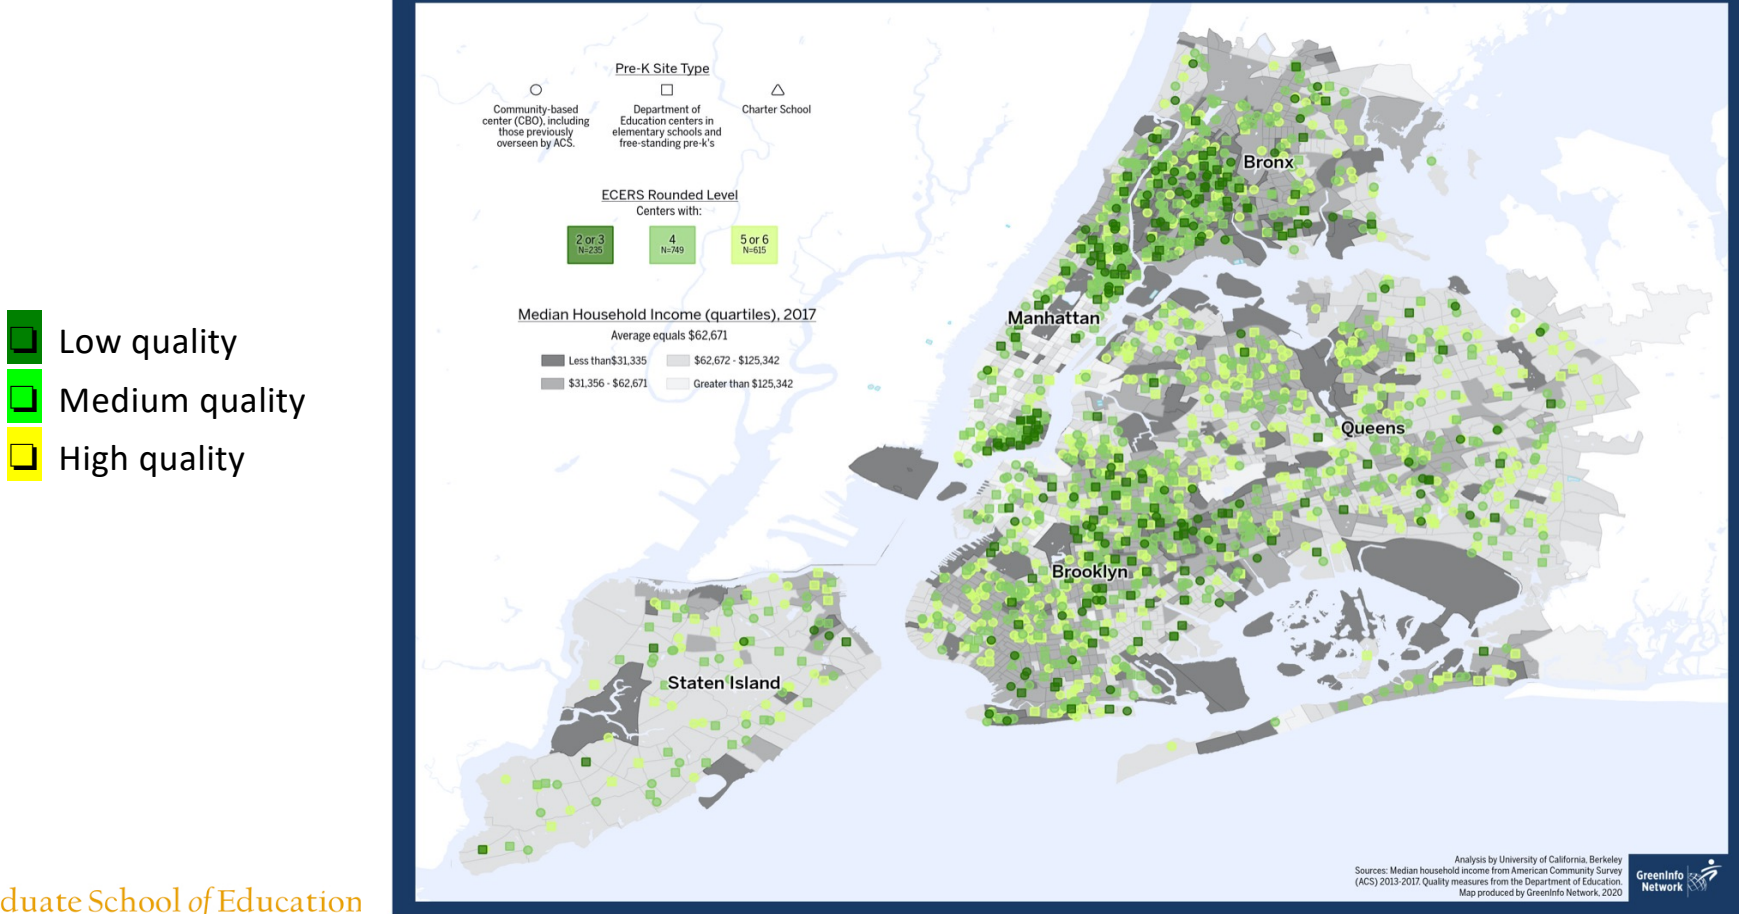 Low quality
Medium quality
High quality
duate School of Education
Pre-K Site Type
Community-based
center (CBO), including
those previously
overseen by ACS.
Department of
Education centers in
elementary schools and
free-standing pre-k's
Charter School
ECERS Rounded Level
Centers with:
2 or 3
N=235
4
N=749
5 or 6
N=615
Median Household Income (quartiles), 2017
Average equals $62,671
Less than$31,335
$62,672 - $125,342
$31,356 - $62,671
Greater than $125,342
Bronx
Manhattan
Queens
Brooklyn
Staten Island
Analysis by University of California, Berkeley
Sources: Median household income from American Community Survey
(ACS) 2013-2017. Quality measures from the Department of Education.
Map produced by GreenInfo Network, 2020
GreenInfo
Network